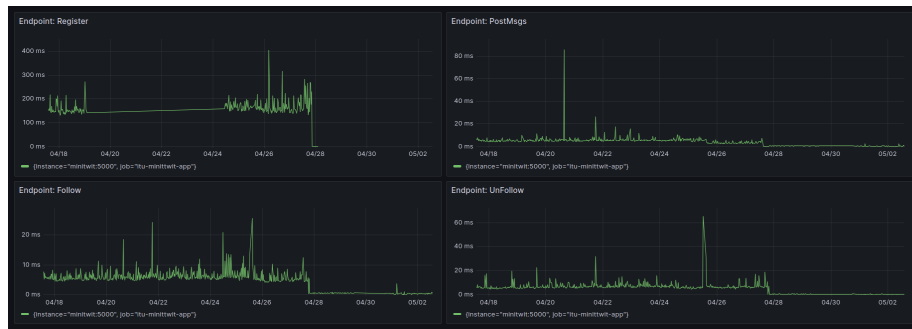 Endpoint: Register
400 ms
300 ms
200 ms
100 ms
0 ms
04/18 04/20 04/22 04/24 04/26 04/28 04/30 05/02
{instance="minitwit:5000", job="itu-minittwit-app"}
Endpoint: PostMsgs
80 ms
60 ms
40 ms
20 ms
0 ms
04/18 04/20 04/22 04/24 04/26 04/28 04/30 05/02
{instance="minitwit:5000", job="itu-minittwit-app"}
Endpoint: Follow
20 ms
10 ms
0 ms
04/18 04/20 04/22 04/24 04/26 04/28 04/30 05/02
{instance="minitwit:5000", job="itu-minittwit-app"}
Endpoint: UnFollow
60 ms
40 ms
20 ms
0 ms
04/18 04/20 04/22 04/24 04/26 04/28 04/30 05/02
{instance="minitwit:5000", job="itu-minittwit-app"}